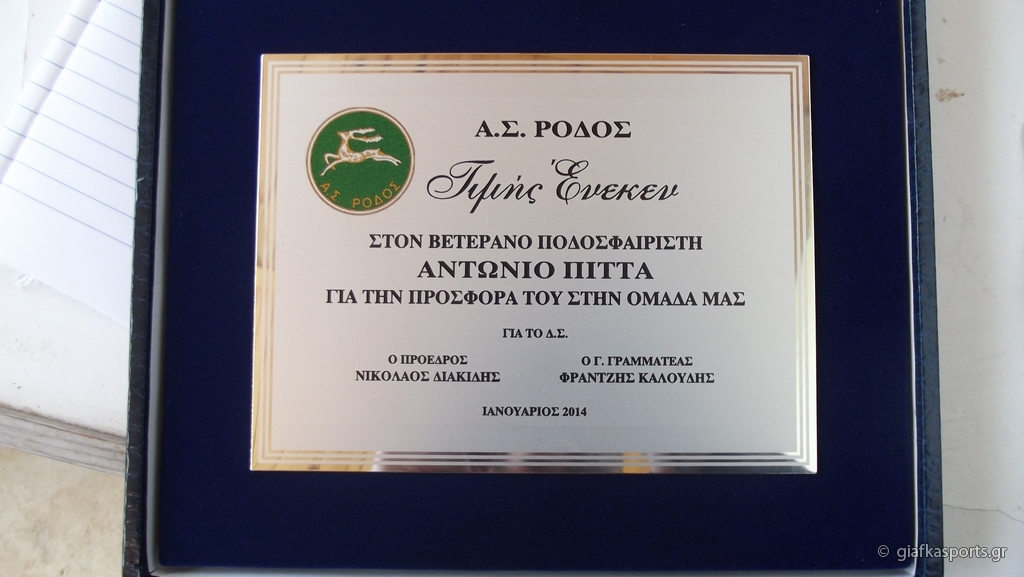 Α.Σ. ΡΟΔΟΣ
Τιμής Ἕνεκεν
Α.Σ ΡΟΔΟΣ
ΣΤΟΝ ΒΕΤΕΡΑΝΟ ΠΟΔΟΣΦΑΙΡΙΣΤΗ
ΑΝΤΩΝΙΟ ΠΙΤΤΑ
ΓΙΑ ΤΗΝ ΠΡΟΣΦΟΡΑ ΤΟΥ ΣΤΗΝ ΟΜΑΔΑ ΜΑΣ
ΓΙΑ ΤΟ Δ.Σ.
Ο ΠΡΟΕΔΡΟΣ
ΝΙΚΟΛΑΟΣ ΔΙΑΚΙΔΗΣ
Ο Γ. ΓΡΑΜΜΑΤΕΑΣ
ΦΡΑΝΤΖΗΣ ΚΑΛΟΥΔΗΣ
ΙΑΝΟΥΑΡΙΟΣ 2014
© giafkasports.gr